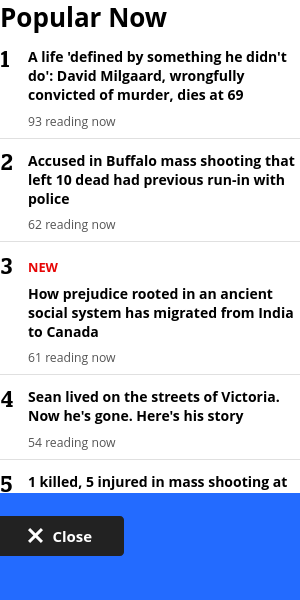 Popular Now
1
A life 'defined by something he didn't
do': David Milgaard, wrongfully
convicted of murder, dies at 69
93 reading now
2
Accused in Buffalo mass shooting that
left 10 dead had previous run-in with
police
62 reading now
3
NEW
How prejudice rooted in an ancient
social system has migrated from India
to Canada
61 reading now
4
Sean lived on the streets of Victoria.
Now he's gone. Here's his story
54 reading now
5
1 killed, 5 injured in mass shooting at
Close